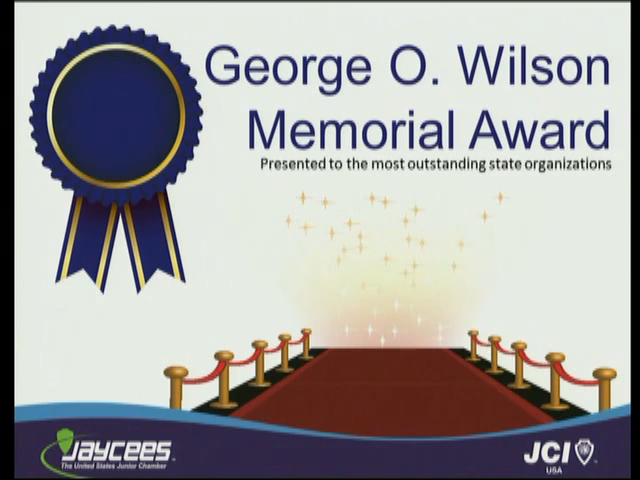 George O. Wilson
Memorial Award
Presented to the most outstanding state organizations
JAYCEES
The United States Junior Chamber
JCI
USA